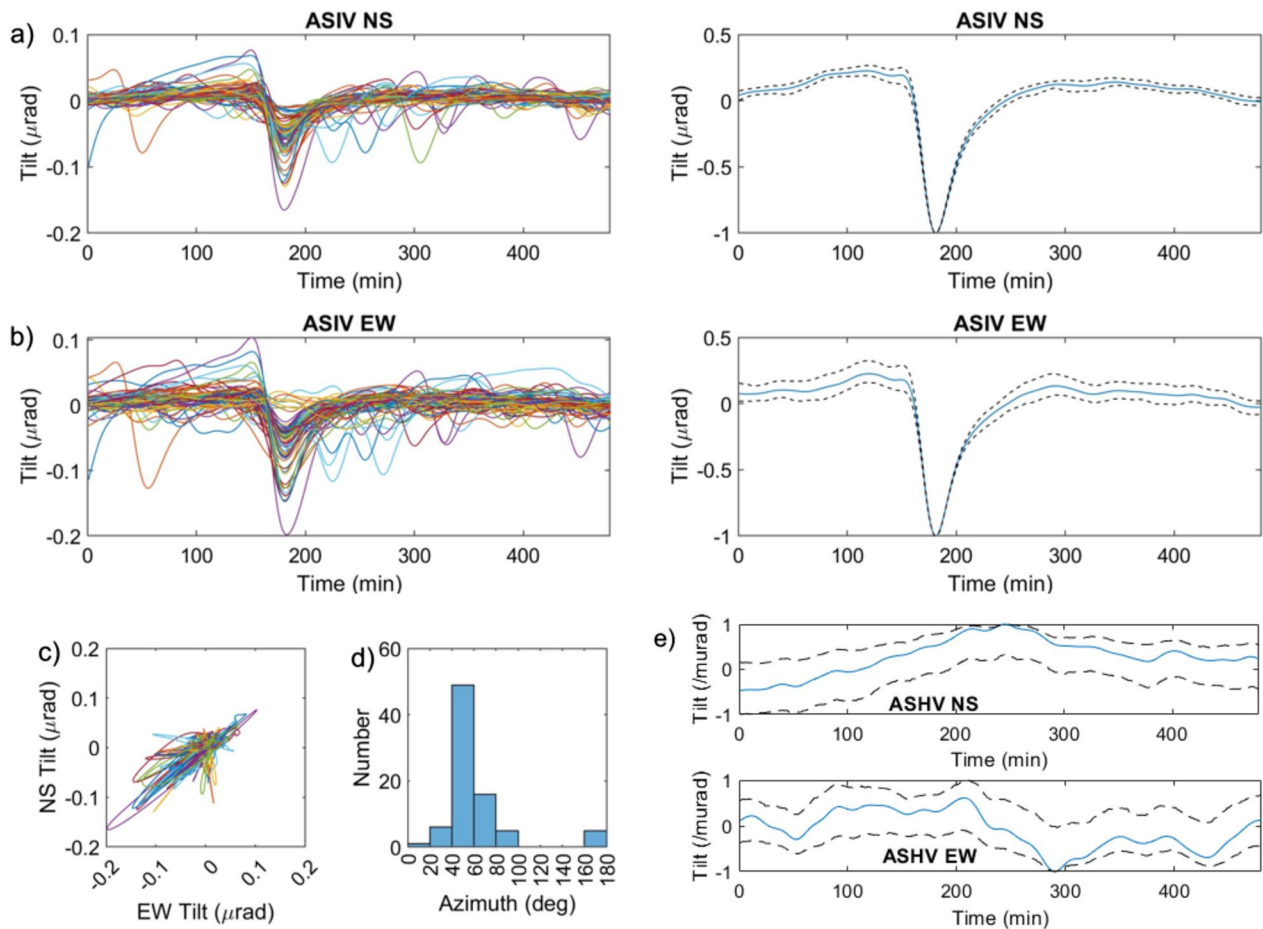 a)
ASIV NS
0.1
0
-0.1
-0.2
Tilt (μrad)
0 100 200 300 400
Time (min)
ASIV NS
0.5
0
-0.5
-1
Tilt (μrad)
0 100 200 300 400
Time (min)
b)
ASIV EW
0.1
0
-0.1
-0.2
Tilt (μrad)
0 100 200 300 400
Time (min)
ASIV EW
0.5
0
-0.5
-1
Tilt (μrad)
0 100 200 300 400
Time (min)
c)
0.2
0.1
0
-0.1
-0.2
NS Tilt (μrad)
-0.2 -0.1 0 0.1 0.2
EW Tilt (μrad)
d)
60
40
20
0
Number
0 20 40 60 80 100 120 140 160 180
Azimuth (deg)
e)
1
0
-1
Tilt (/murad)
ASHV NS
0 100 200 300 400
Time (min)
1
0
-1
Tilt (/murad)
ASHV EW
0 100 200 300 400
Time (min)